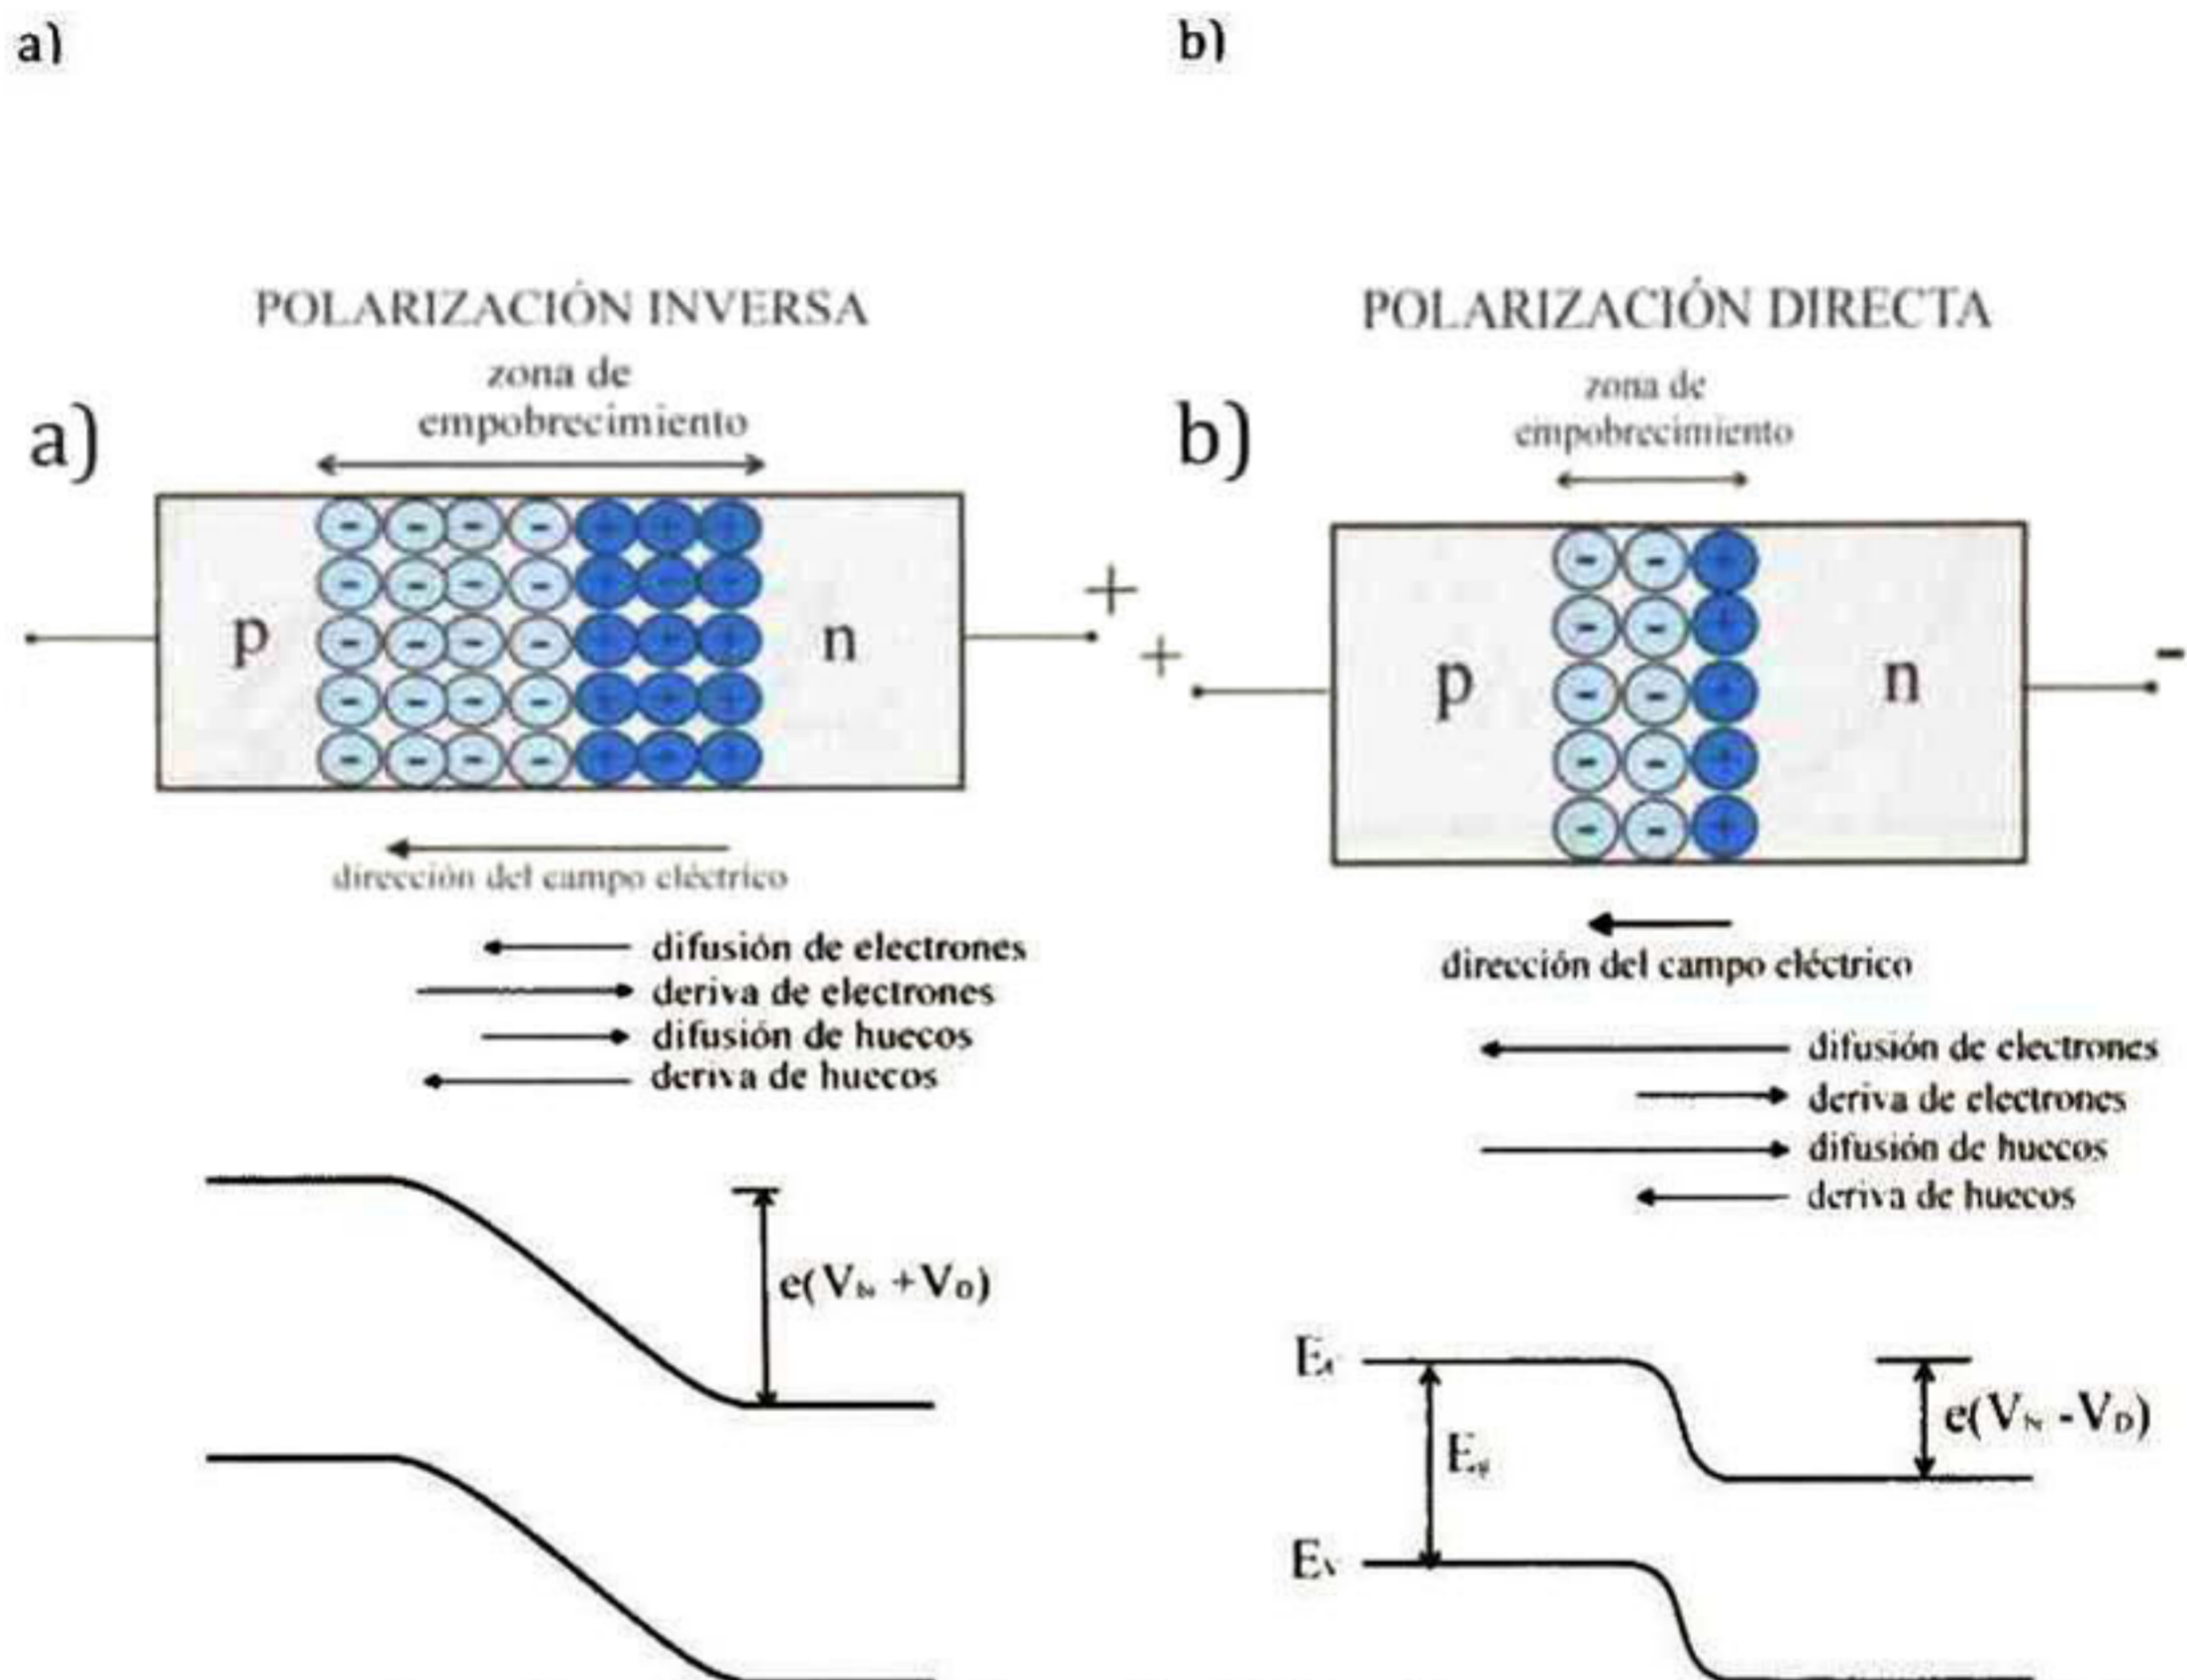 a)
b)
POLARIZACIÓN INVERSA
zona de
empobrecimiento
a)
p
n
+
dirección del campo eléctrico
difusión de electrones
deriva de electrones
difusión de huecos
deriva de huecos
POLARIZACIÓN DIRECTA
zona de
empobrecimiento
b)
+
p
n
-
dirección del campo eléctrico
difusión de electrones
deriva de electrones
difusión de huecos
deriva de huecos